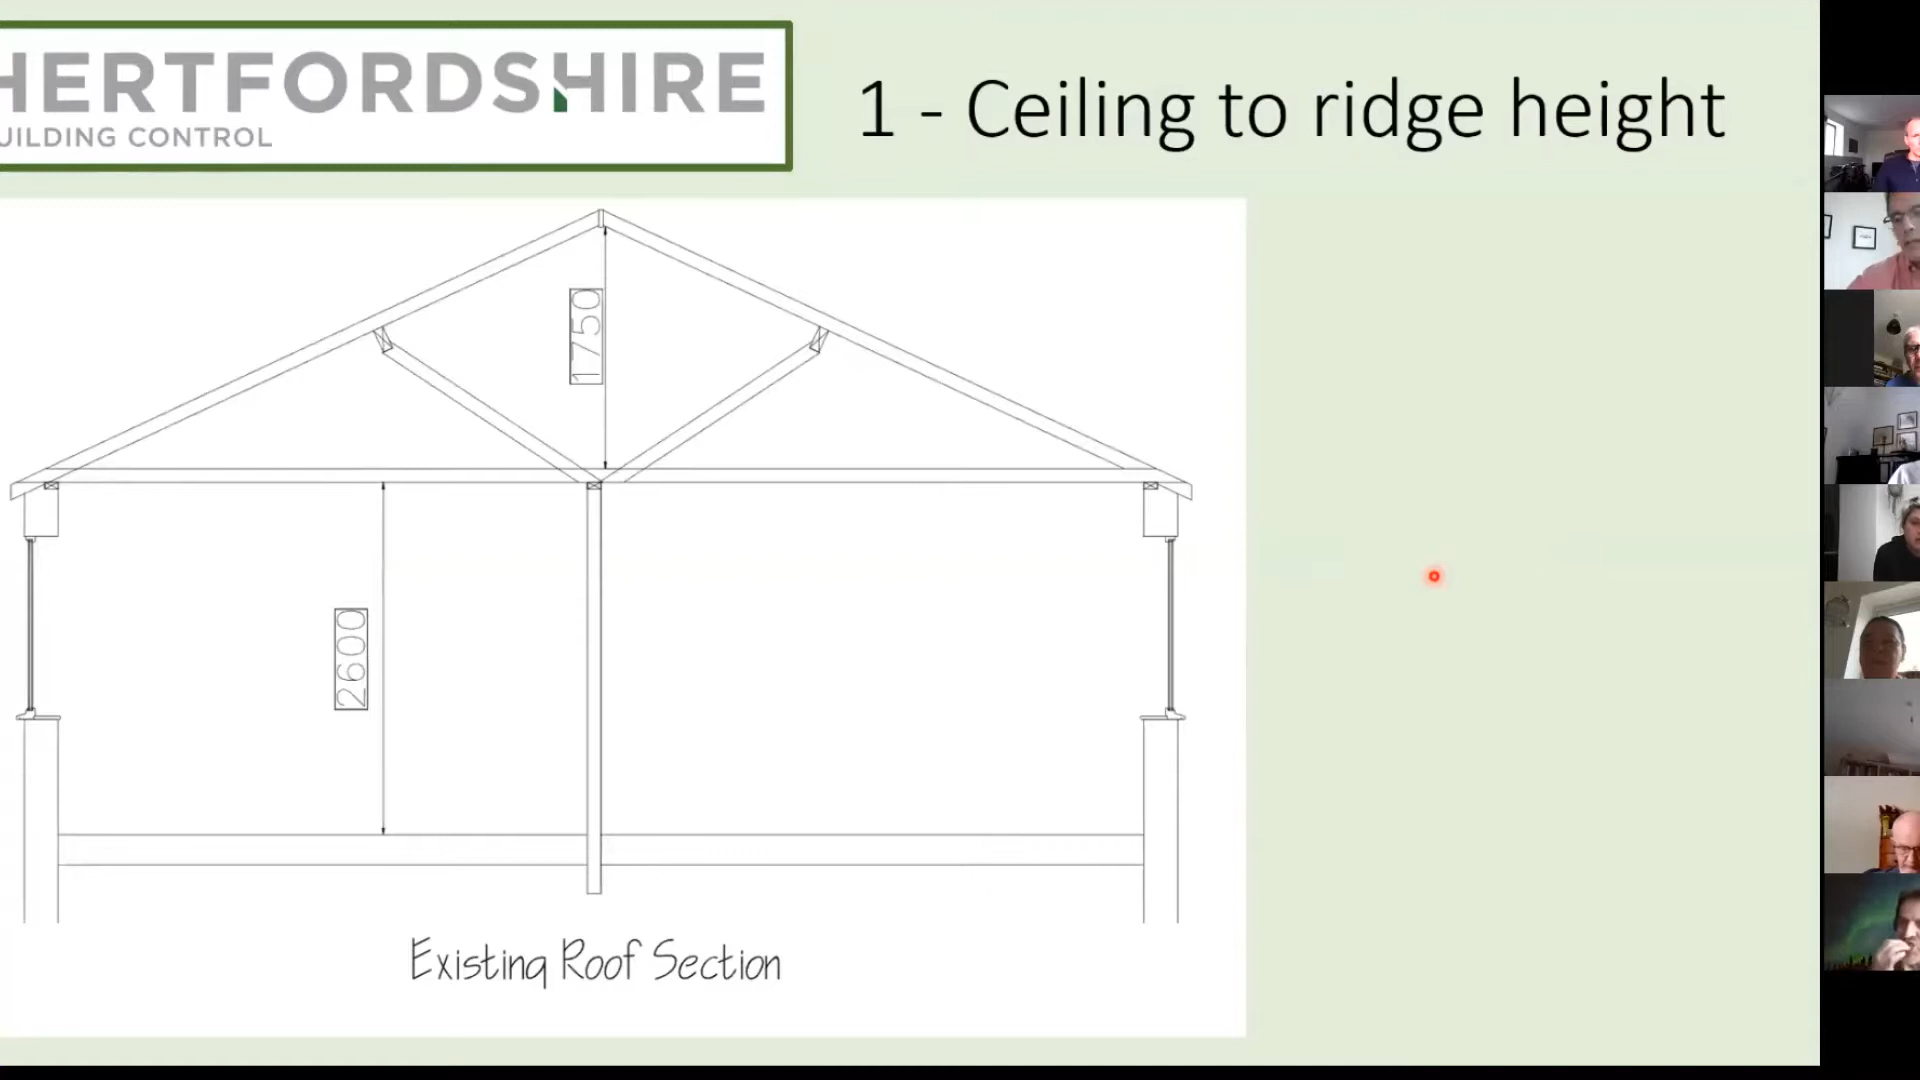 HERTFORDSHIRE
UILDING CONTROL
1 - Ceiling to ridge height
1750
2600
Existing Roof Section